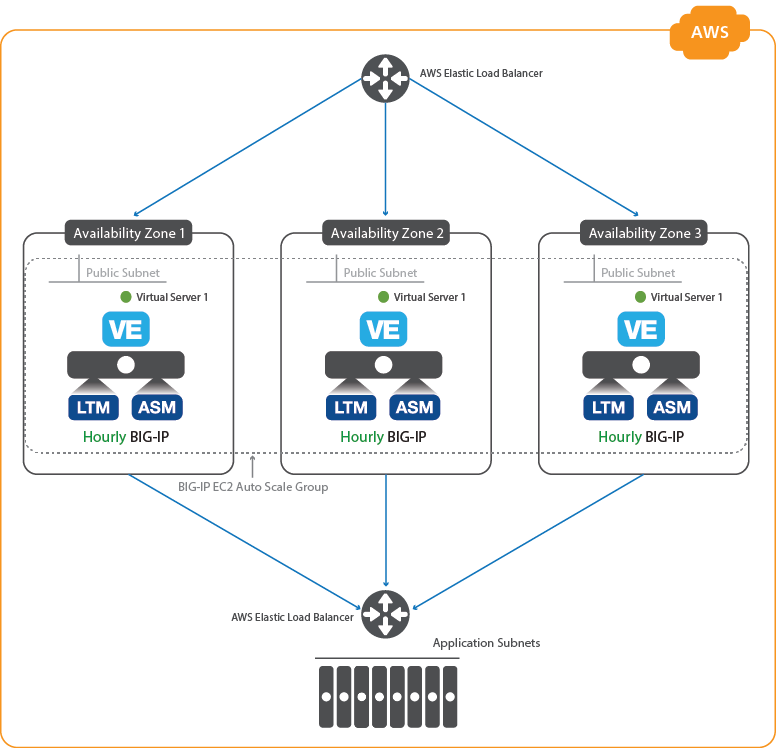 AWS
AWS Elastic Load Balancer
Availability Zone 1
Availability Zone 2
Availability Zone 3
Public Subnet
Public Subnet
Public Subnet
Virtual Server 1
Virtual Server 1
Virtual Server 1
VE
VE
VE
LTM
ASM
LTM
ASM
LTM
ASM
Hourly BIG-IP
Hourly BIG-IP
Hourly BIG-IP
BIG-IP EC2 Auto Scale Group
AWS Elastic Load Balancer
Application Subnets